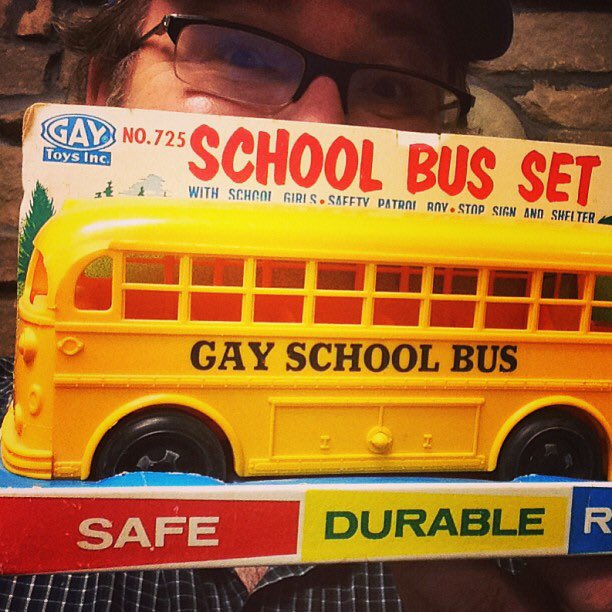 GAY
Toys Inc.
NO. 725
SCHOOL BUS SET
WITH SCHOOL GIRLS • SAFETY PATROL BOY • STOP SIGN AND SHELTER
GAY SCHOOL BUS
SAFE
DURABLE
R